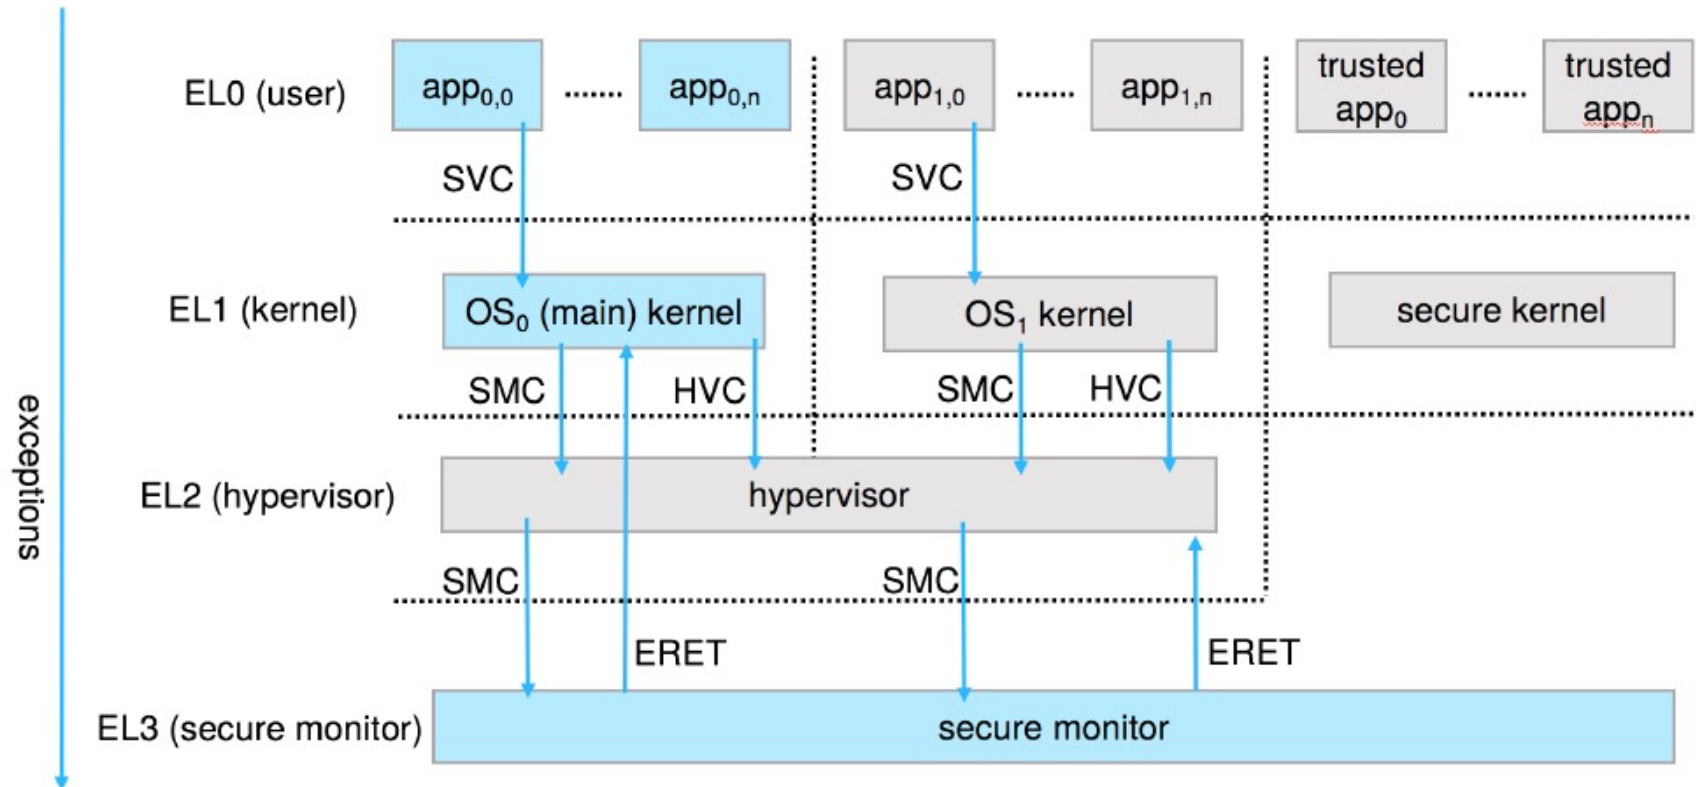 EL0 (user)
app0,0
app0,n
app1,0
app1,n
trusted
app0
trusted
appn
SVC
SVC
EL1 (kernel)
OS0 (main) kernel
OS1 kernel
secure kernel
SMC
HVC
SMC
HVC
exceptions
EL2 (hypervisor)
hypervisor
SMC
SMC
ERET
ERET
EL3 (secure monitor)
secure monitor